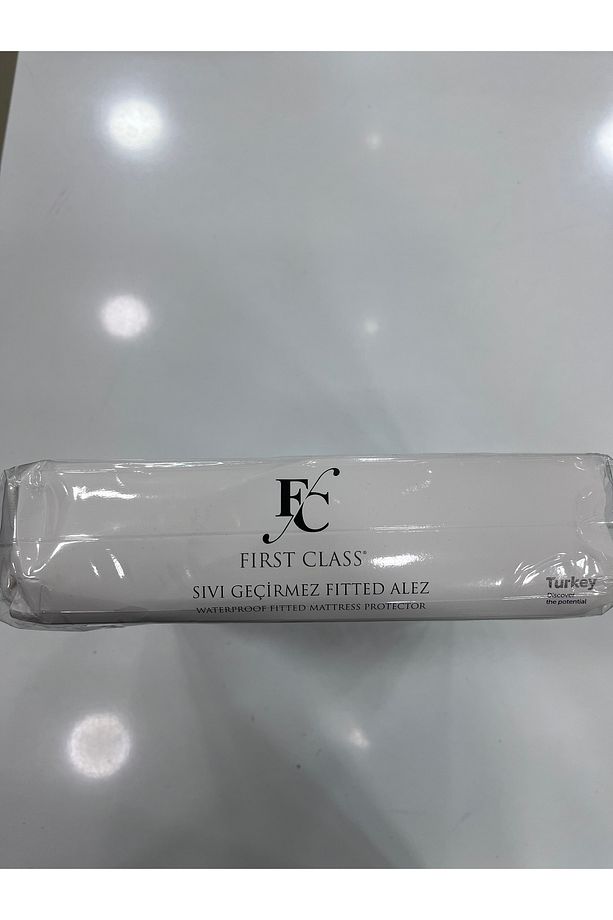 FC
FIRST CLASS®
SIVI GEÇİRMEZ FITTED ALEZ
WATERPROOF FITTED MATTRESS PROTECTOR
Turkey
Discover
the potential